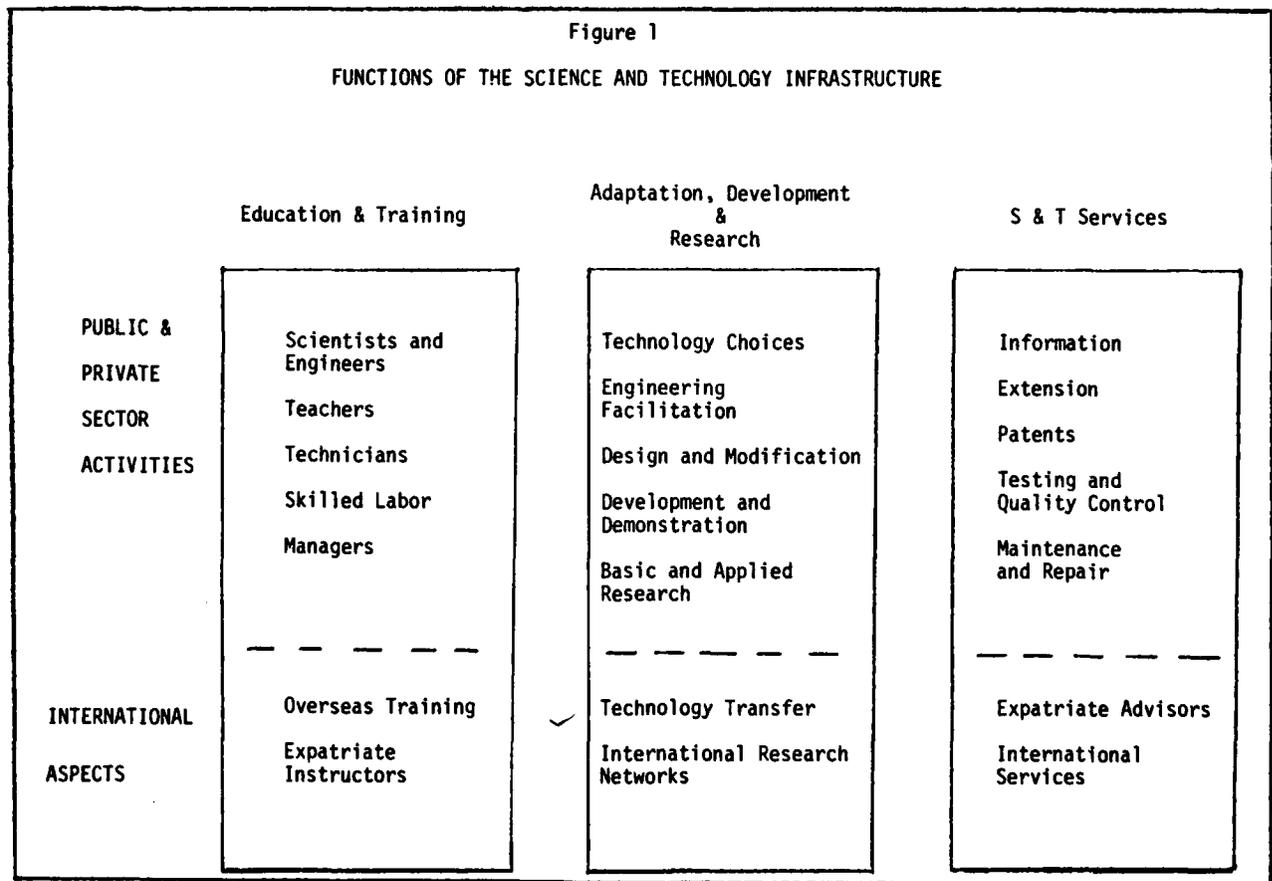 Figure 1
FUNCTIONS OF THE SCIENCE AND TECHNOLOGY INFRASTRUCTURE
Education & Training
Adaptation, Development
&
Research
S & T Services
PUBLIC &
PRIVATE
SECTOR
ACTIVITIES
Scientists and
Engineers
Teachers
Technicians
Skilled Labor
Managers
Technology Choices
Engineering
Facilitation
Design and Modification
Development and
Demonstration
Basic and Applied
Research
Information
Extension
Patents
Testing and
Quality Control
Maintenance
and Repair
INTERNATIONAL
ASPECTS
Overseas Training
Expatriate
Instructors
Technology Transfer
International Research
Networks
Expatriate Advisors
International
Services